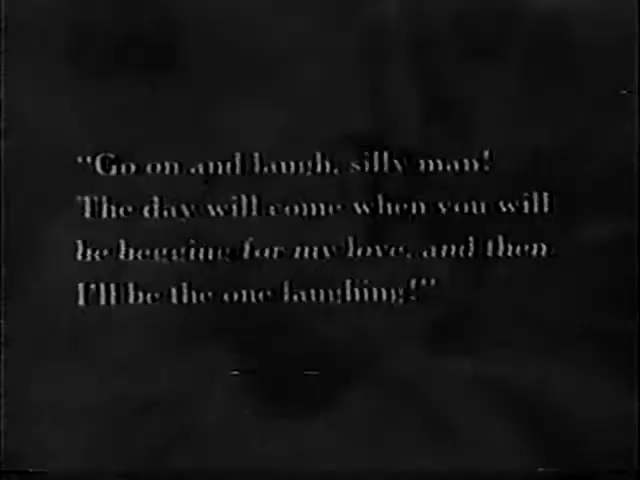 “Go on and laugh, silly man!
The day will come when you will
be begging for my love, and then
I'll be the one laughing!”